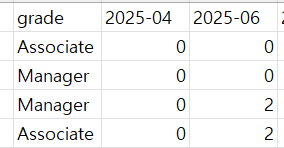 grade 2025-04 2025-06
Associate 0 0
Manager 0 0
Manager 0 2
Associate 0 2